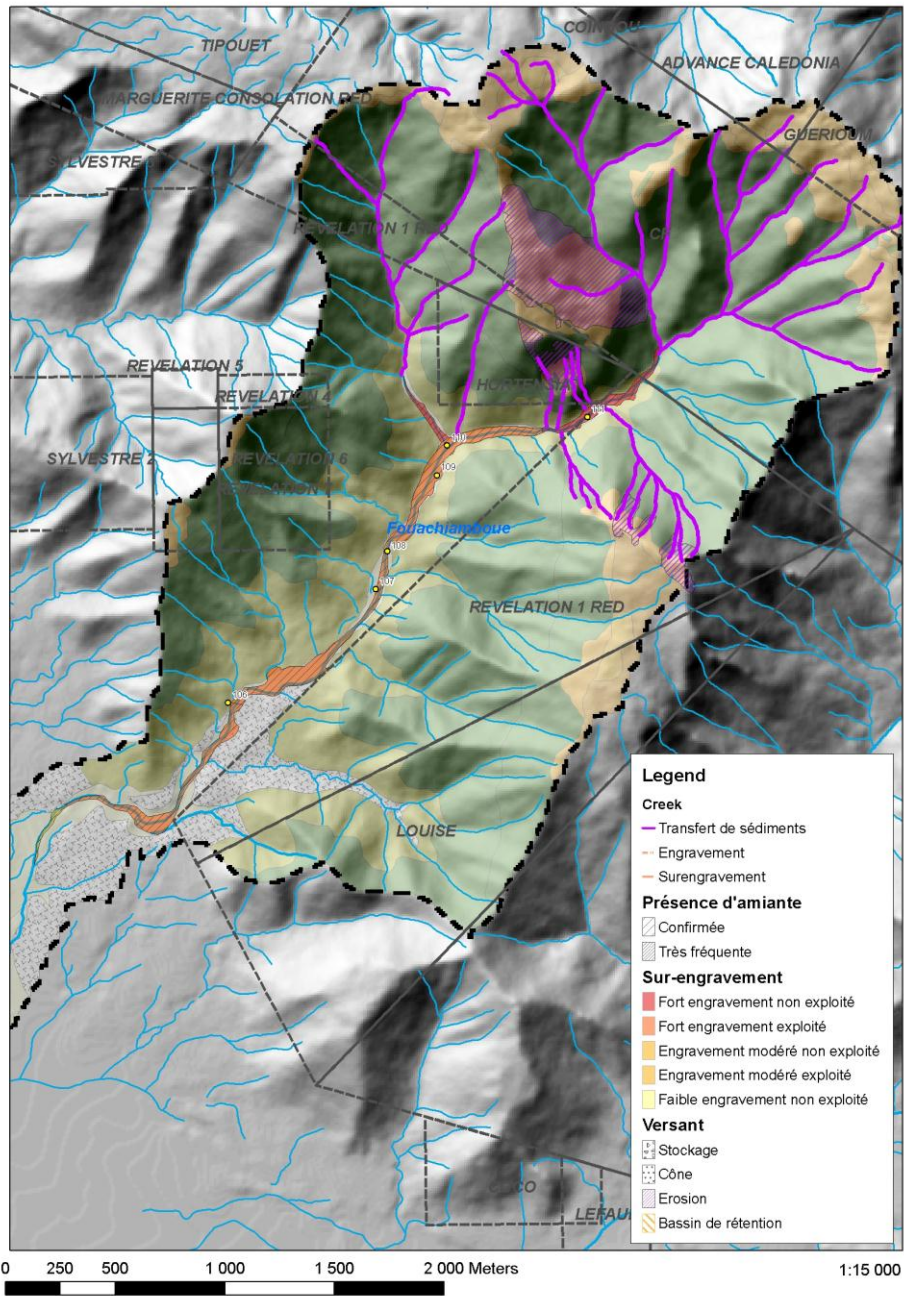 COINDOU
TIPOUET
ADVANCE CALEDONIA
MARGUERITE CONSOLATION RED
GUERIOUM
SYLVESTRE
REVELATION 1 RED
CF
REVELATION 5
HORTENSIA
REVELATION 4
111
110
SYLVESTRE 2
REVELATION 6
109
REVELATION
Fouachiamboue
108
107
REVELATION 1 RED
106
LOUISE
Legend
Creek
Transfert de sédiments
Engravement
Surengravement
Présence d'amiante
Confirmée
Très fréquente
Sur-engravement
Fort engravement non exploité
Fort engravement exploité
Engravement modéré non exploité
Engravement modéré exploité
Faible engravement non exploité
Versant
Stockage
Cône
Erosion
Bassin de rétention
0 250 500 1 000 1 500 2 000 Meters
1:15 000